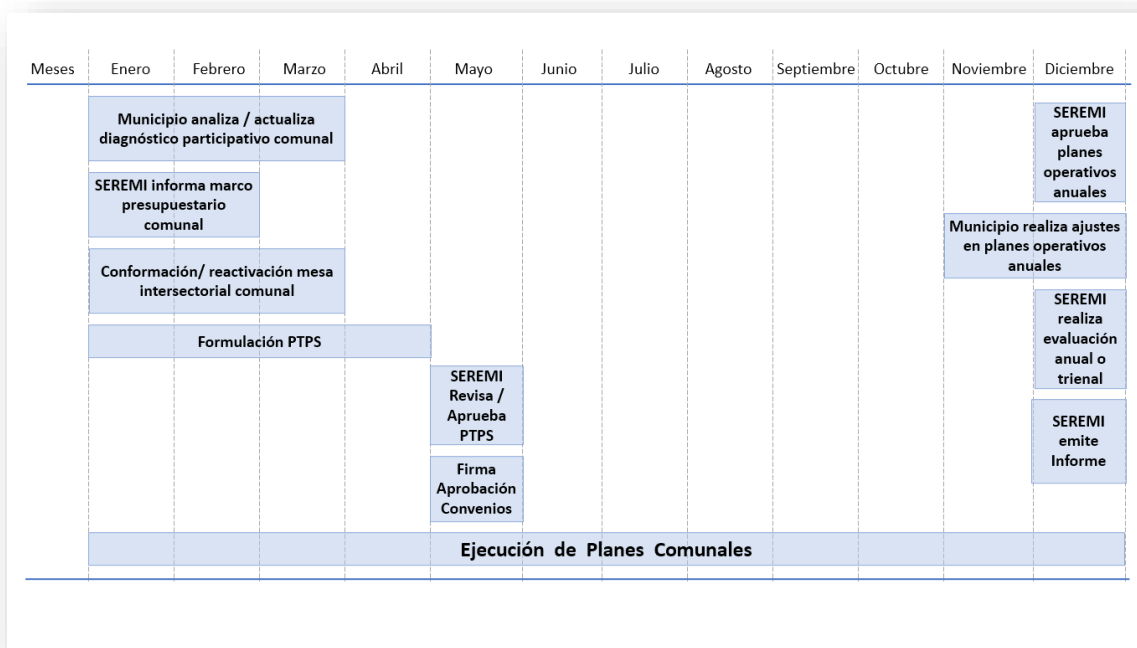 Meses Enero Febrero Marzo Abril Mayo Junio Julio Agosto Septiembre Octubre Noviembre Diciembre
Municipio analiza / actualiza
diagnóstico participativo comunal
SEREMI informa marco
presupuestario
comunal
Conformación/ reactivación mesa
intersectorial comunal
Formulación PTPS
SEREMI
Revisa /
Aprueba
PTPS
Firma
Aprobación
Convenios
SEREMI
aprueba
planes
operativos
anuales
Municipio realiza ajustes
en planes operativos
anuales
SEREMI
realiza
evaluación
anual o
trienal
SEREMI
emite
Informe
Ejecución de Planes Comunales